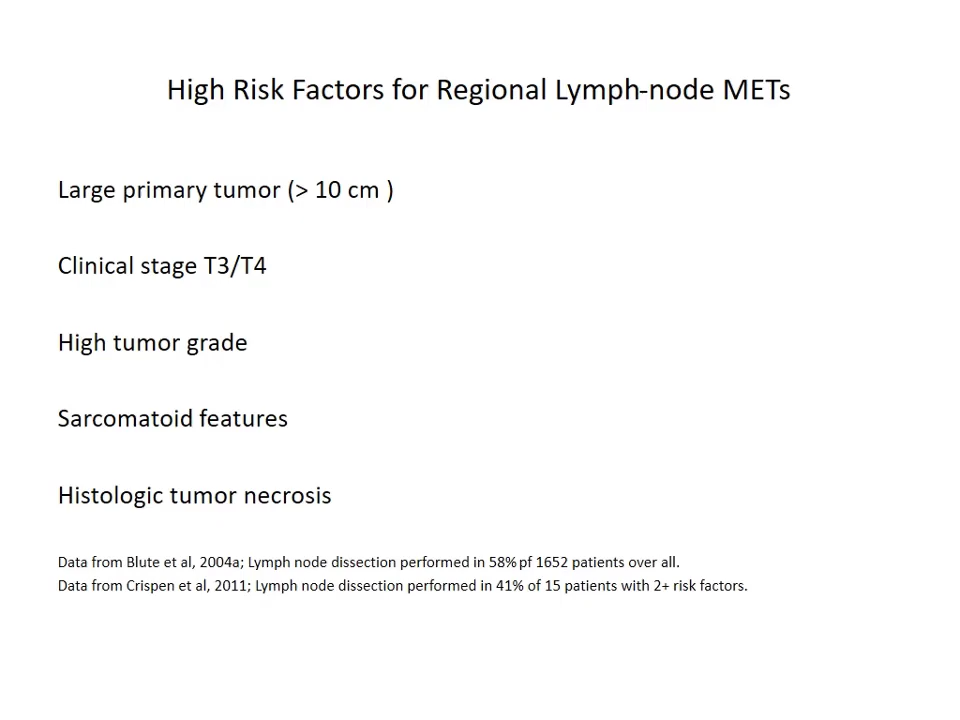 High Risk Factors for Regional Lymph-node METs
Large primary tumor (> 10 cm )
Clinical stage T3/T4
High tumor grade
Sarcomatoid features
Histologic tumor necrosis
Data from Blute et al, 2004a; Lymph node dissection performed in 58% pf 1652 patients over all.
Data from Crispen et al, 2011; Lymph node dissection performed in 41% of 15 patients with 2+ risk factors.